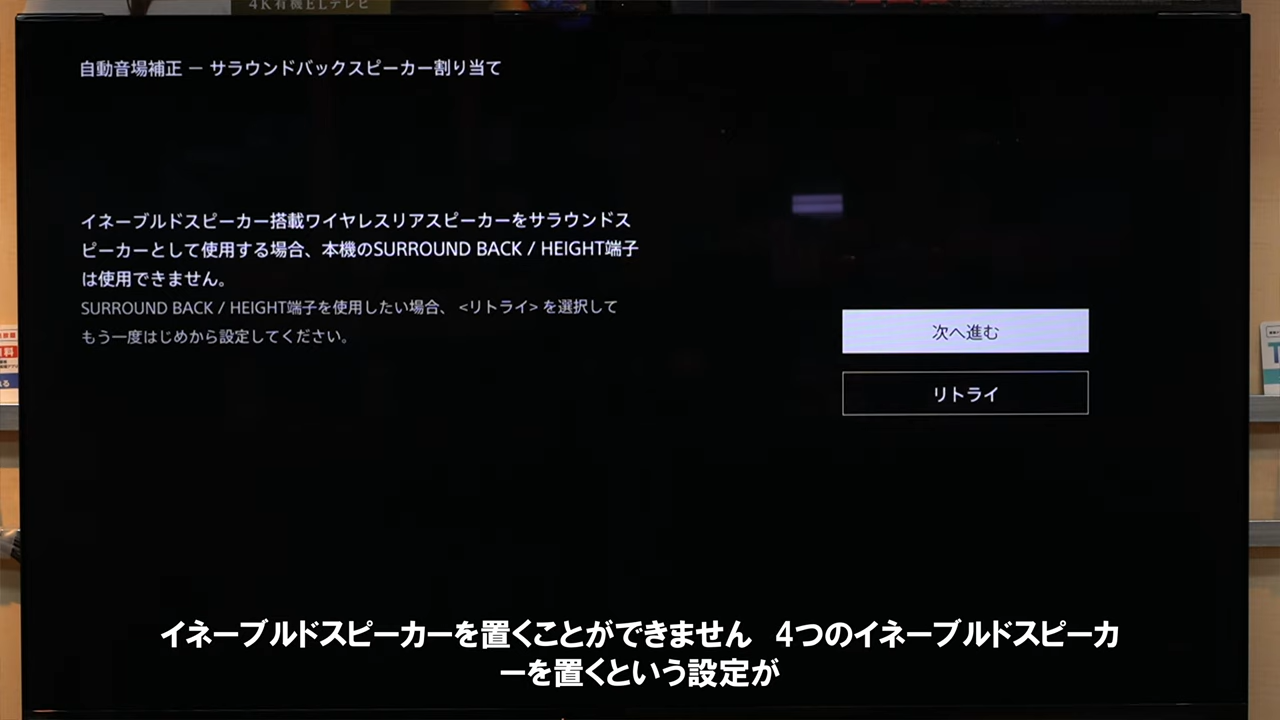 4K有機ELテレビ
自動音場補正 － サラウンドバックスピーカー割り当て
イネーブルドスピーカー搭載ワイヤレスリアスピーカーをサラウンドス
ピーカーとして使用する場合、本機のSURROUND BACK / HEIGHT端子
は使用できません。
SURROUND BACK / HEIGHT端子を使用したい場合、 <リトライ> を選択して
もう一度はじめから設定してください。
次へ進む
リトライ
イネーブルドスピーカーを置くことができません 4つのイネーブルドスピーカ
ーを置くという設定が